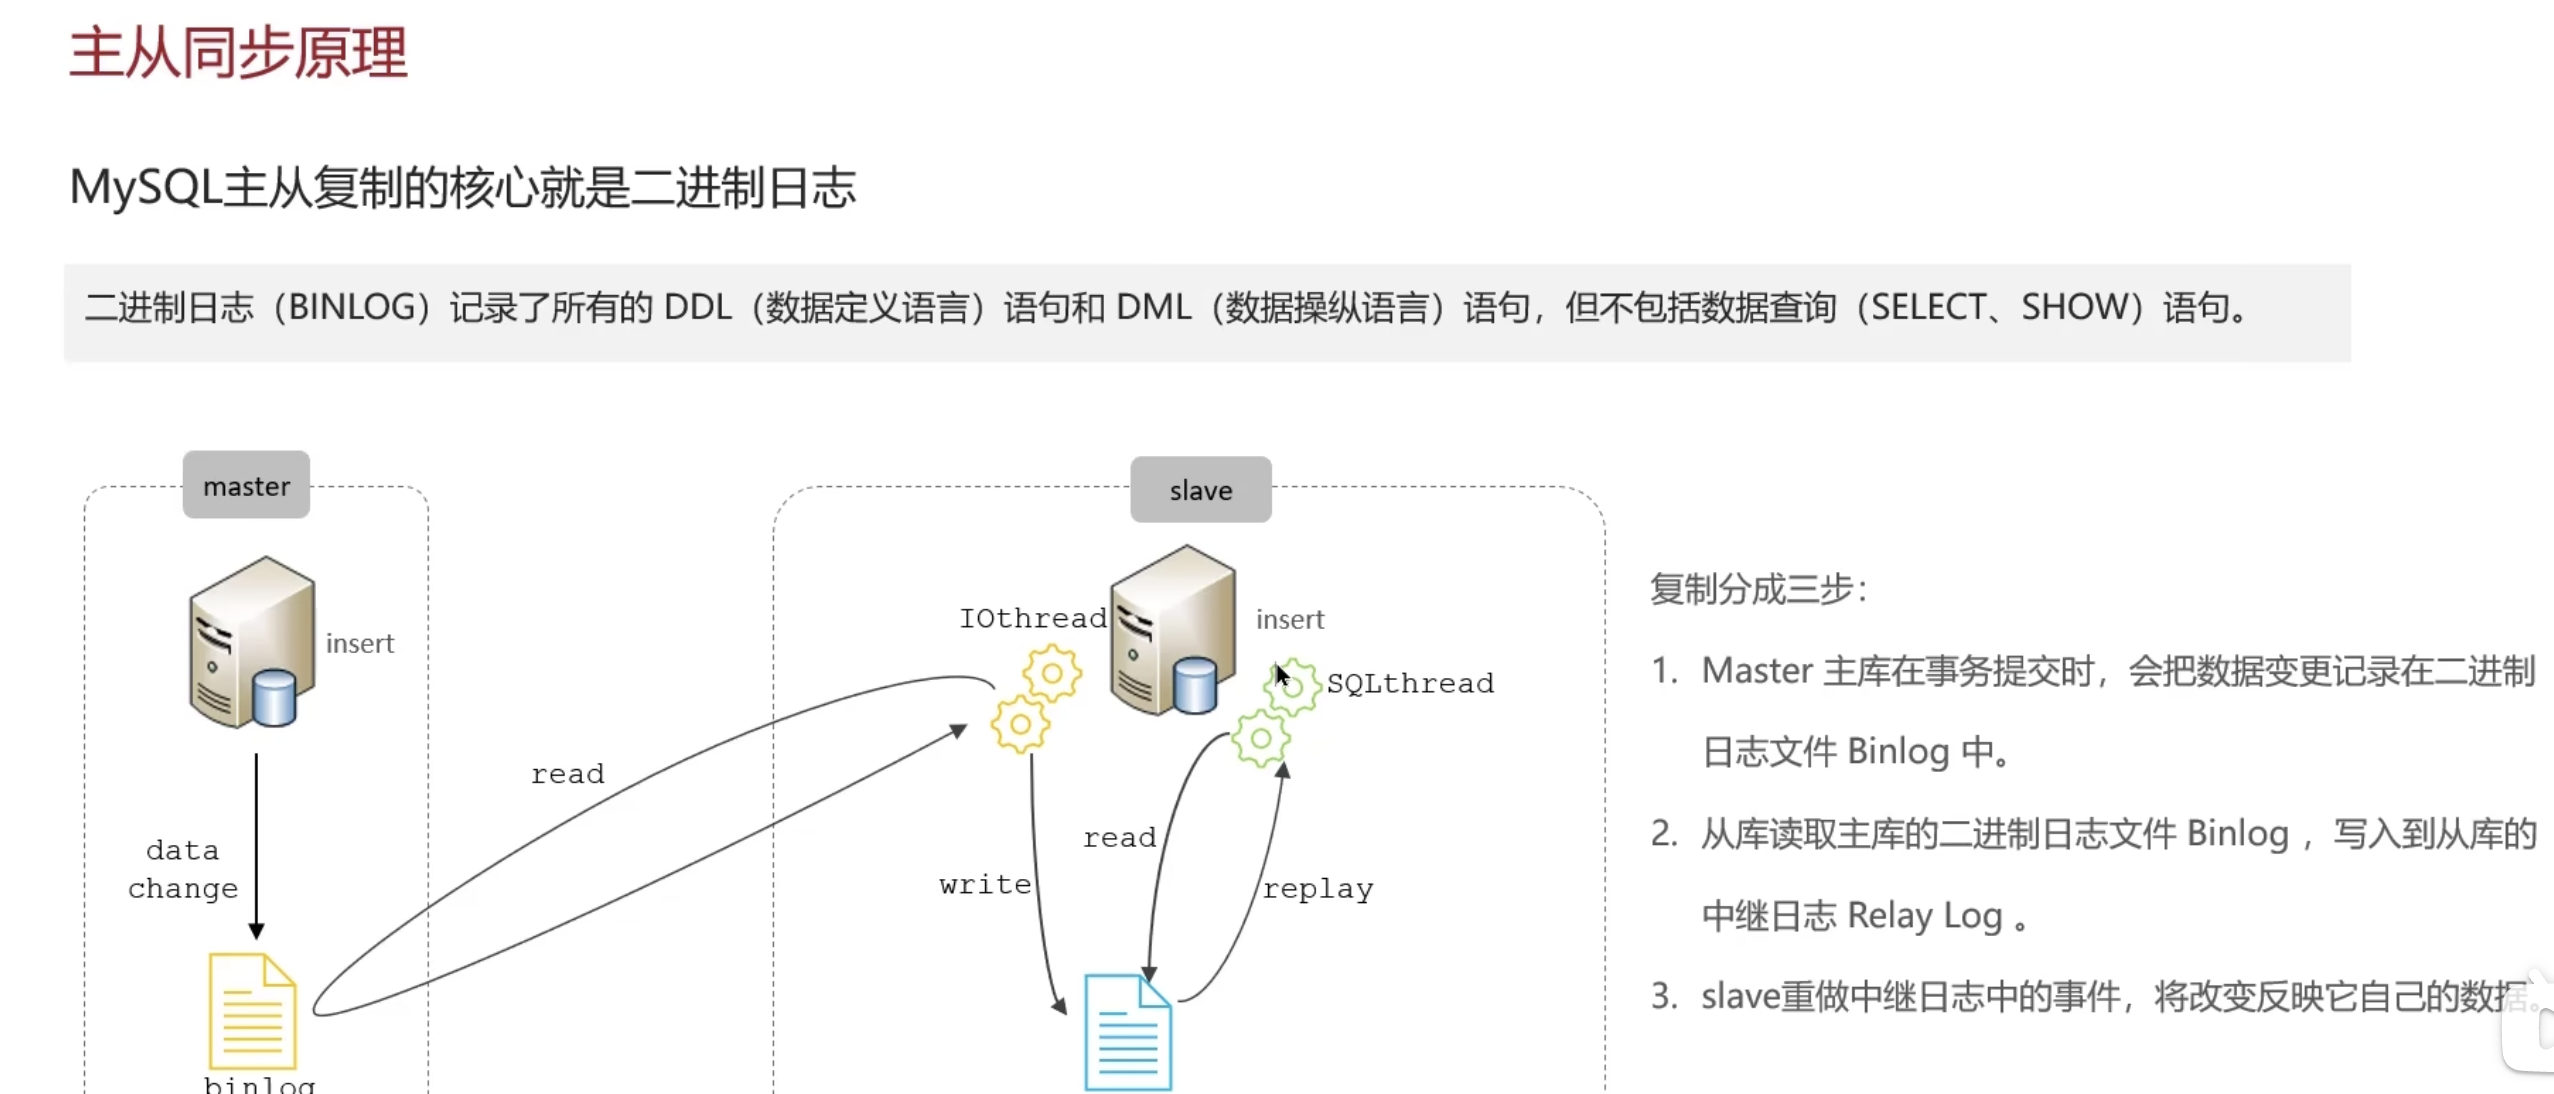 主从同步原理
MySQL主从复制的核心就是二进制日志
二进制日志（BINLOG）记录了所有的 DDL（数据定义语言）语句和 DML（数据操纵语言）语句，但不包括数据查询（SELECT、SHOW）语句。
master
slave
insert
data
change
binlog
read
IOthread
insert
SQLthread
write
read
replay
复制分成三步：
1. Master 主库在事务提交时，会把数据变更记录在二进制
日志文件 Binlog 中。
2. 从库读取主库的二进制日志文件 Binlog ，写入到从库的
中继日志 Relay Log 。
3. slave重做中继日志中的事件，将改变反映它自己的数据。